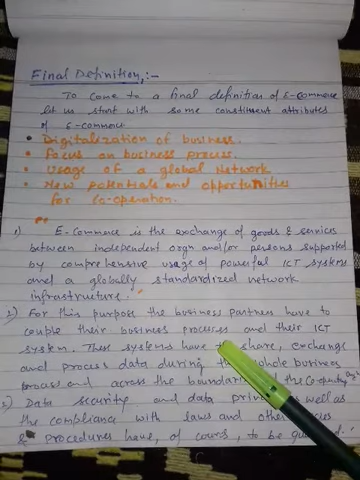 Final Definition,:-
To come to a final definition of E-commerce
let us start with some constituent attributes
of E-commerce.
• Digitalization of business.
• Focus on business process.
• Usage of a global Network
• New potentials and opportunities
for Co-operation.
1) E-Commerce is the exchange of goods & services
between independent orgn and/or persons supported
by comprehensive usage of powerful ICT systems
and a globally standardized network
infrastructure.
2) For this purpose the business partners have to
couple their business processes and their ICT
system. These systems have to share, exchange
and process data during whole business
process and across the boundaries the
2) Data security and data as well as
the compliance with laws and other
& procedures have, of course, to be